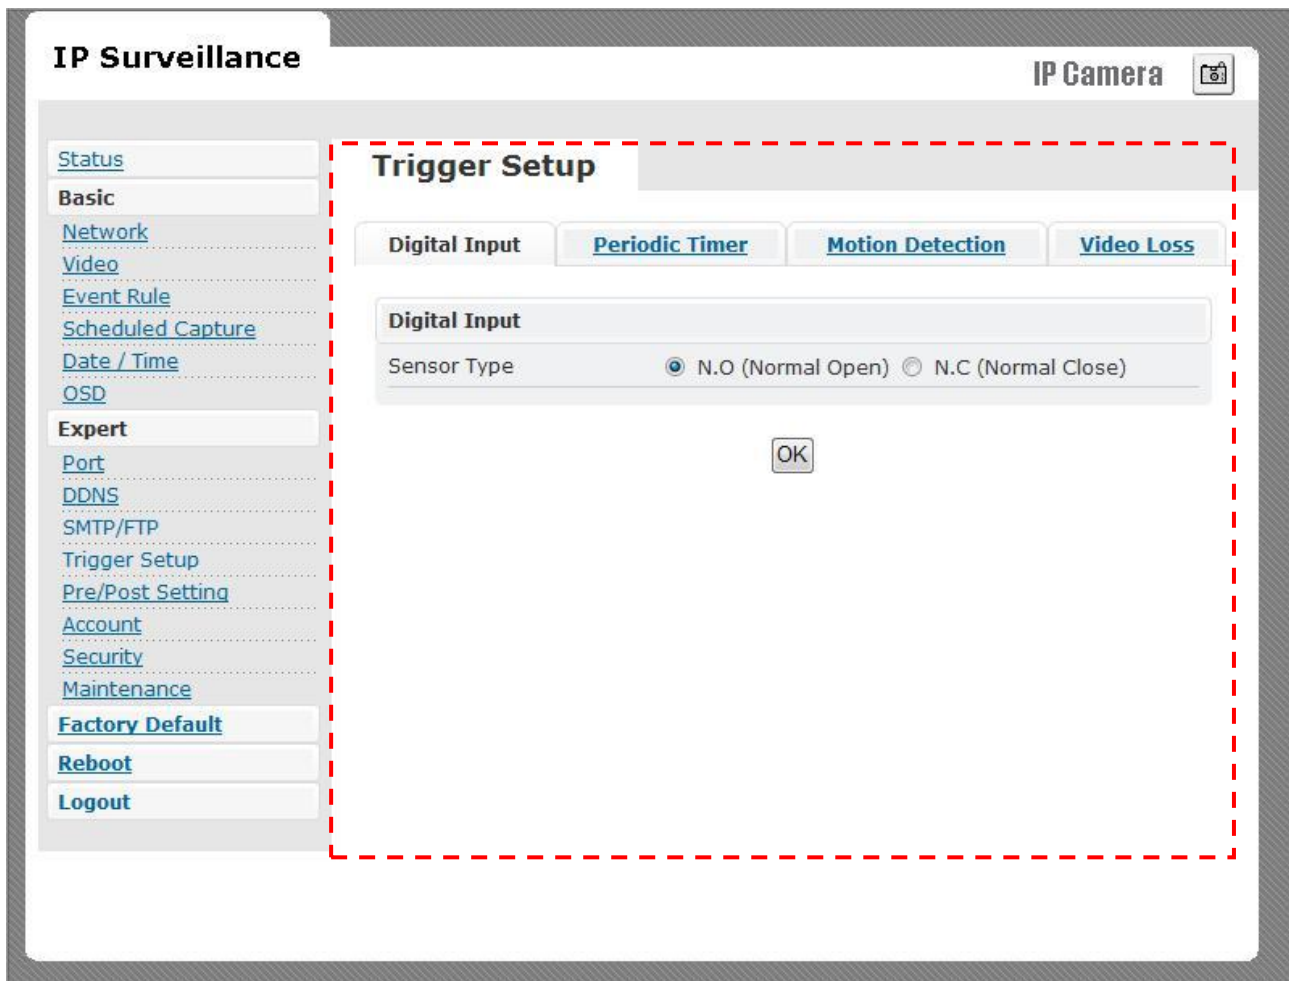 IP Surveillance
IP Camera
Status
Basic
Network
Video
Event Rule
Scheduled Capture
Date / Time
OSD
Expert
Port
DDNS
SMTP/FTP
Trigger Setup
Pre/Post Setting
Account
Security
Maintenance
Factory Default
Reboot
Logout
Trigger Setup
Digital Input Periodic Timer Motion Detection Video Loss
Digital Input
Sensor Type N.O (Normal Open) N.C (Normal Close)
OK